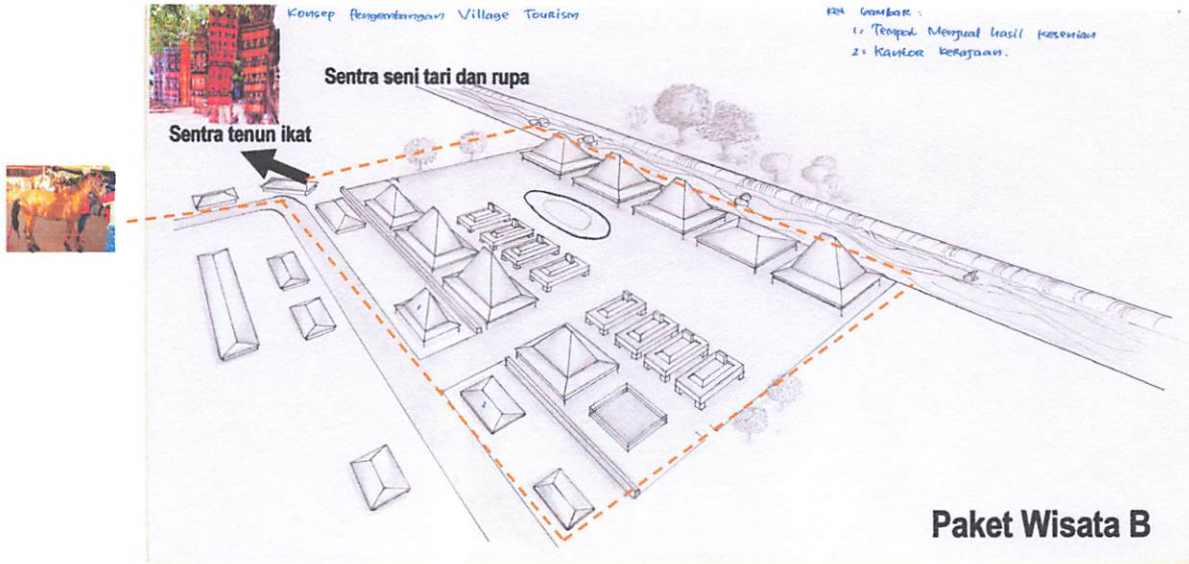 Konsep Pengembangan Village Tourism
Ket Gambar :
1. Tempat Menjual hasil kesenian
2. Kantor kerajaan.
Sentra seni tari dan rupa
Sentra tenun ikat
Paket Wisata B